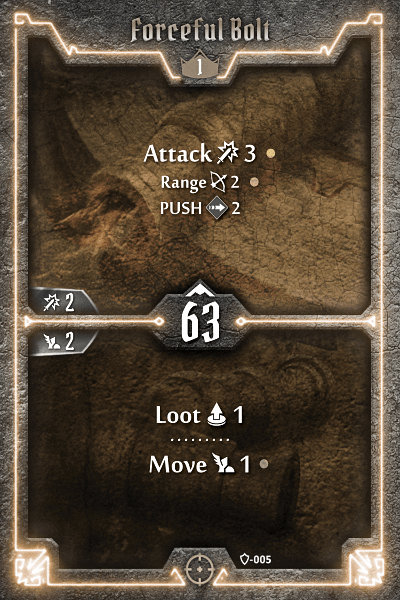 Forceful Bolt
1
Attack 3
Range 2
PUSH 2
2
63
2
Loot 1
Move 1
-005